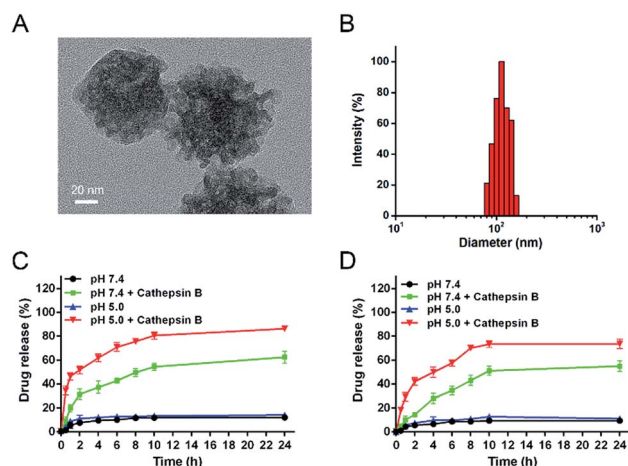 A
20 nm
B
Intensity (%)
100
80
60
40
20
0
10¹
10²
10³
Diameter (nm)
C
Drug release (%)
120
100
80
60
40
20
0
pH 7.4
pH 7.4 + Cathepsin B
pH 5.0
pH 5.0 + Cathepsin B
0 2 4 6 8 10 12 14 16 18 20 22 24
Time (h)
D
Drug release (%)
120
100
80
60
40
20
0
pH 7.4
pH 7.4 + Cathepsin B
pH 5.0
pH 5.0 + Cathepsin B
0 2 4 6 8 10 12 14 16 18 20 22 24
Time (h)